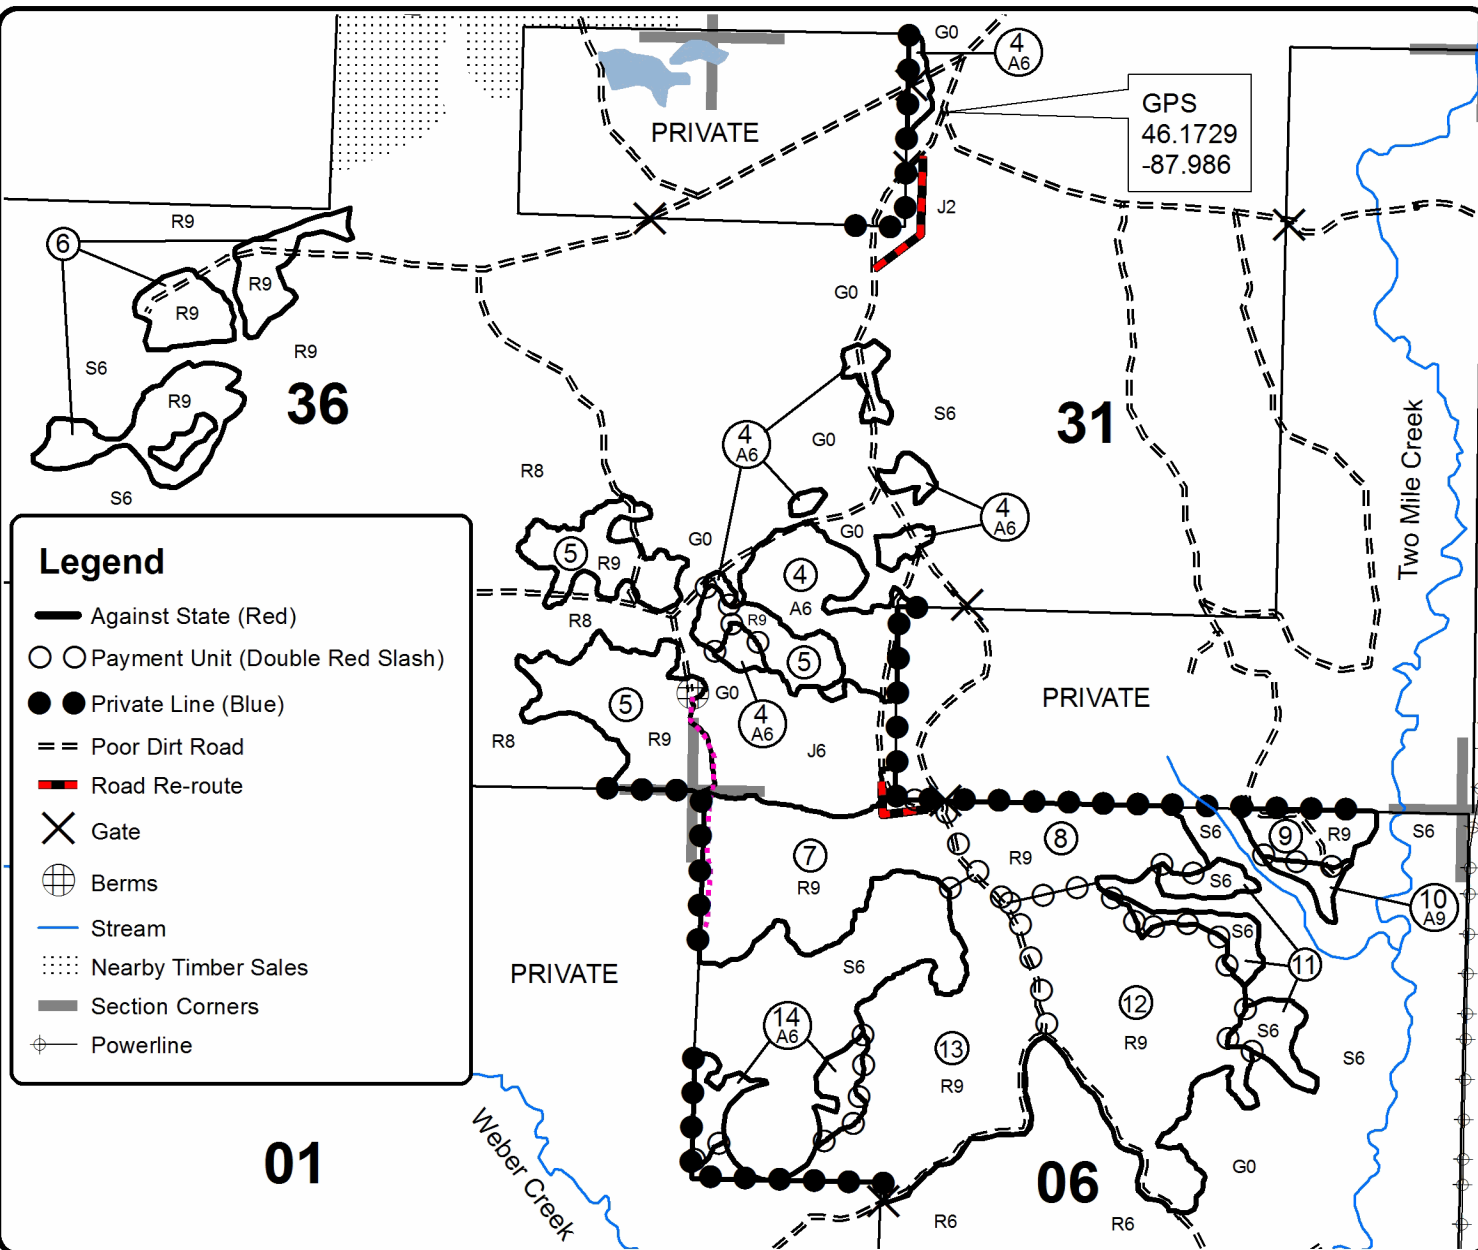 G0
4
A6
GPS
46.1729
-87.986
PRIVATE
J2
R9
6
R9
R9
G0
R9
S6
R9
36
S6
31
Two Mile Creek
4
A6
G0
R8
S6
4
A6
G0
G0
5
R9
4
A6
R8
R9
5
G0
4
A6
5
R9
R8
J6
PRIVATE
Legend
Against State (Red)
Payment Unit (Double Red Slash)
Private Line (Blue)
Poor Dirt Road
Road Re-route
Gate
Berms
Stream
Nearby Timber Sales
Section Corners
Powerline
7
R9
8
R9
S6
9
R9
S6
S6
10
A9
S6
11
PRIVATE
S6
12
R9
S6
S6
14
A6
13
R9
01
Weber Creek
06
G0
R6
R6